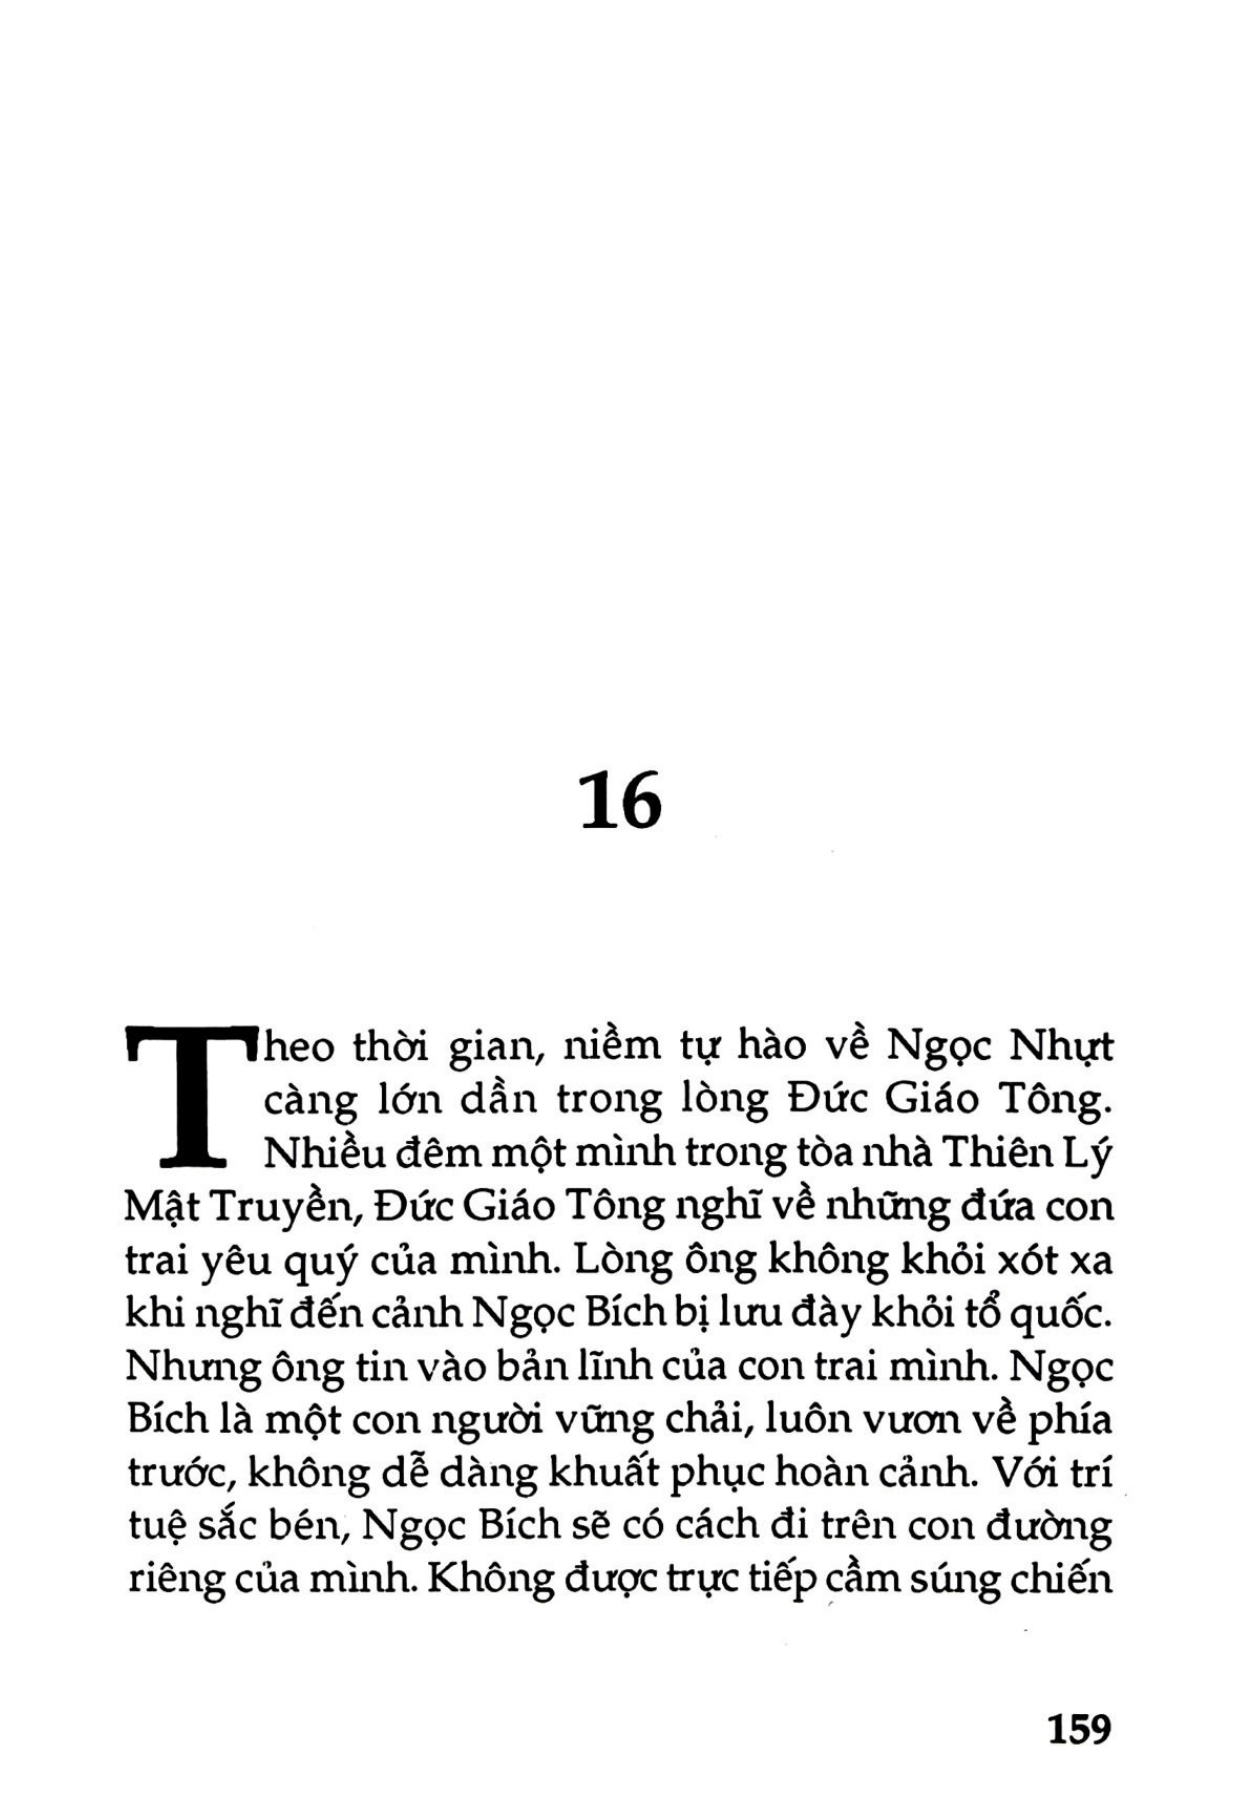 16
Theo thời gian, niềm tự hào về Ngọc Nhựt
càng lớn dần trong lòng Đức Giáo Tông.
Nhiều đêm một mình trong tòa nhà Thiên Lý
Mật Truyền, Đức Giáo Tông nghĩ về những đứa con
trai yêu quý của mình. Lòng ông không khỏi xót xa
khi nghĩ đến cảnh Ngọc Bích bị lưu đày khỏi tổ quốc.
Nhưng ông tin vào bản lĩnh của con trai mình. Ngọc
Bích là một con người vững chải, luôn vươn về phía
trước, không dễ dàng khuất phục hoàn cảnh. Với trí
tuệ sắc bén, Ngọc Bích sẽ có cách đi trên con đường
riêng của mình. Không được trực tiếp cầm súng chiến
159